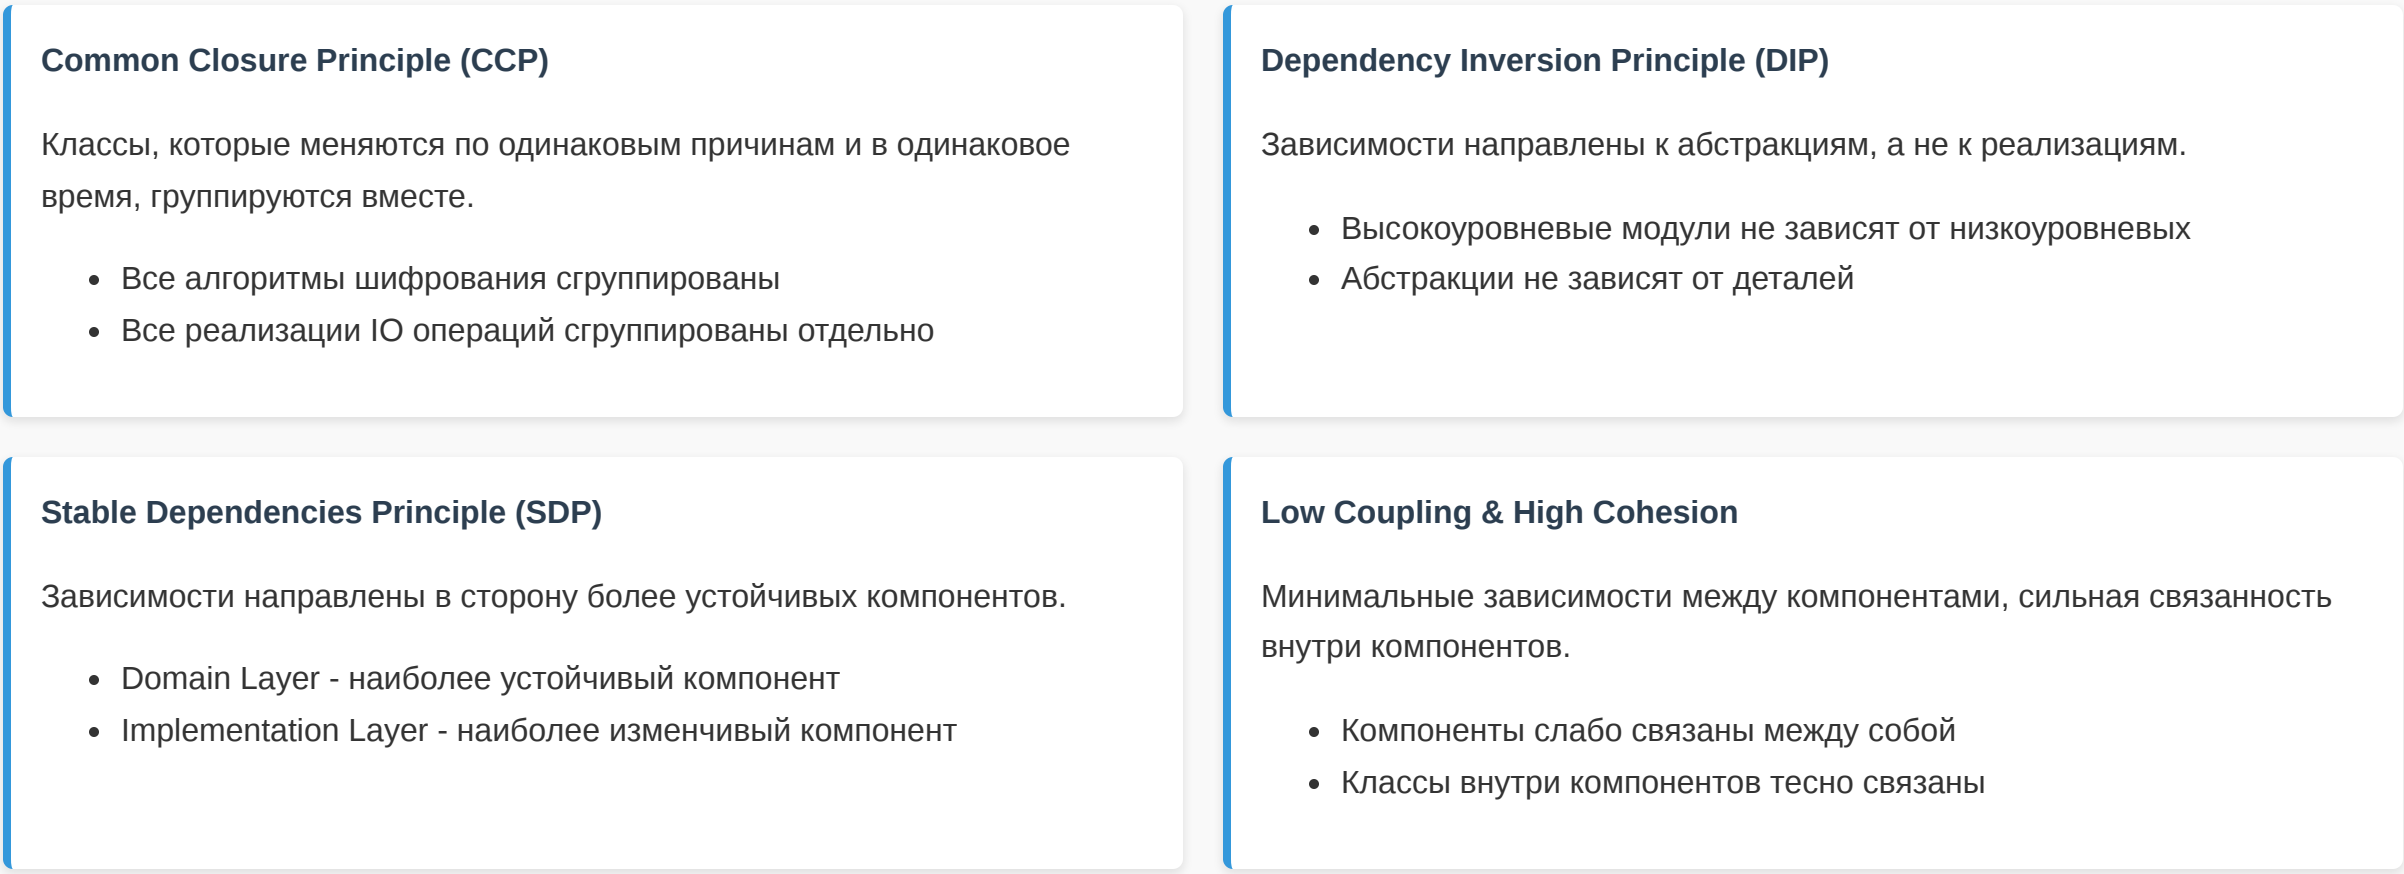 Common Closure Principle (CCP)
Классы, которые меняются по одинаковым причинам и в одинаковое
время, группируются вместе.
• Все алгоритмы шифрования сгруппированы
• Все реализации IO операций сгруппированы отдельно
Dependency Inversion Principle (DIP)
Зависимости направлены к абстракциям, а не к реализациям.
• Высокоуровневые модули не зависят от низкоуровневых
• Абстракции не зависят от деталей
Stable Dependencies Principle (SDP)
Зависимости направлены в сторону более устойчивых компонентов.
• Domain Layer - наиболее устойчивый компонент
• Implementation Layer - наиболее изменчивый компонент
Low Coupling & High Cohesion
Минимальные зависимости между компонентами, сильная связанность
внутри компонентов.
• Компоненты слабо связаны между собой
• Классы внутри компонентов тесно связаны